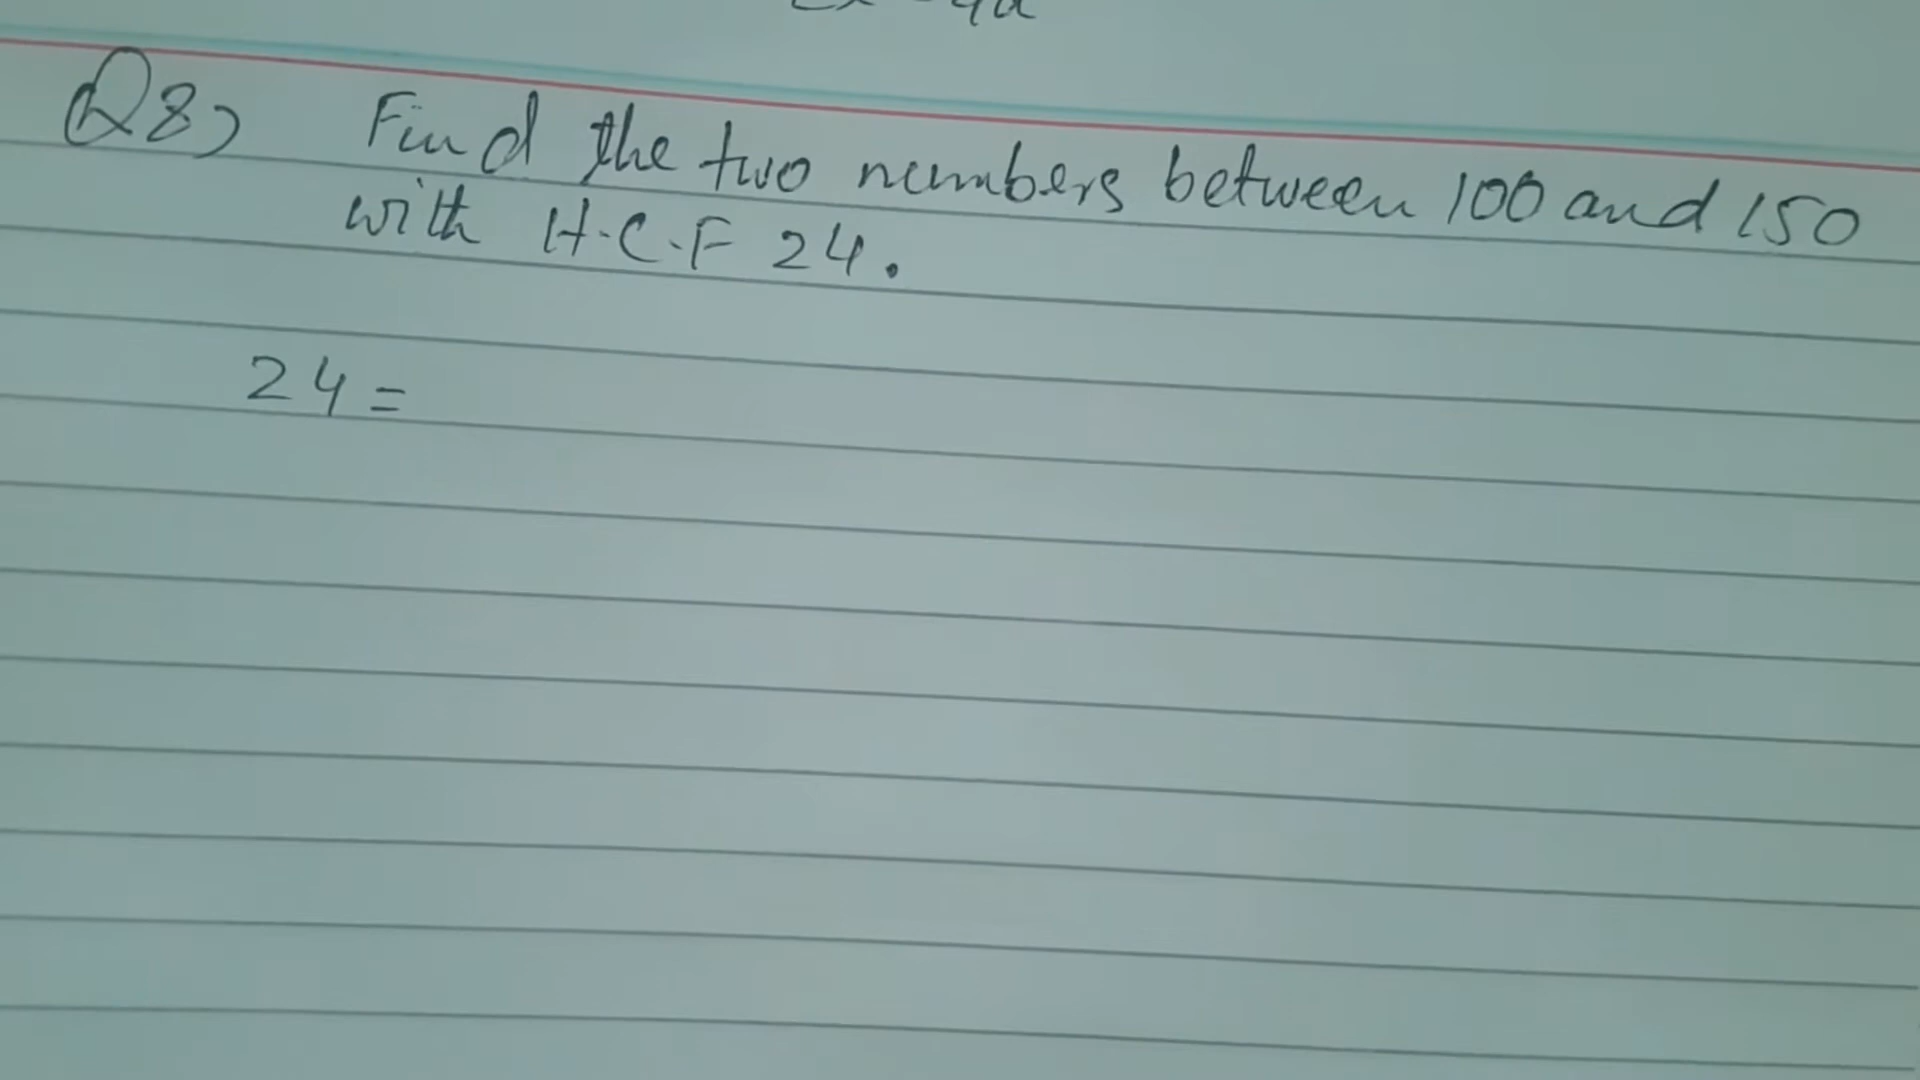 Q8) Find the two numbers between 100 and 150
with H.C.F 24.
24 =